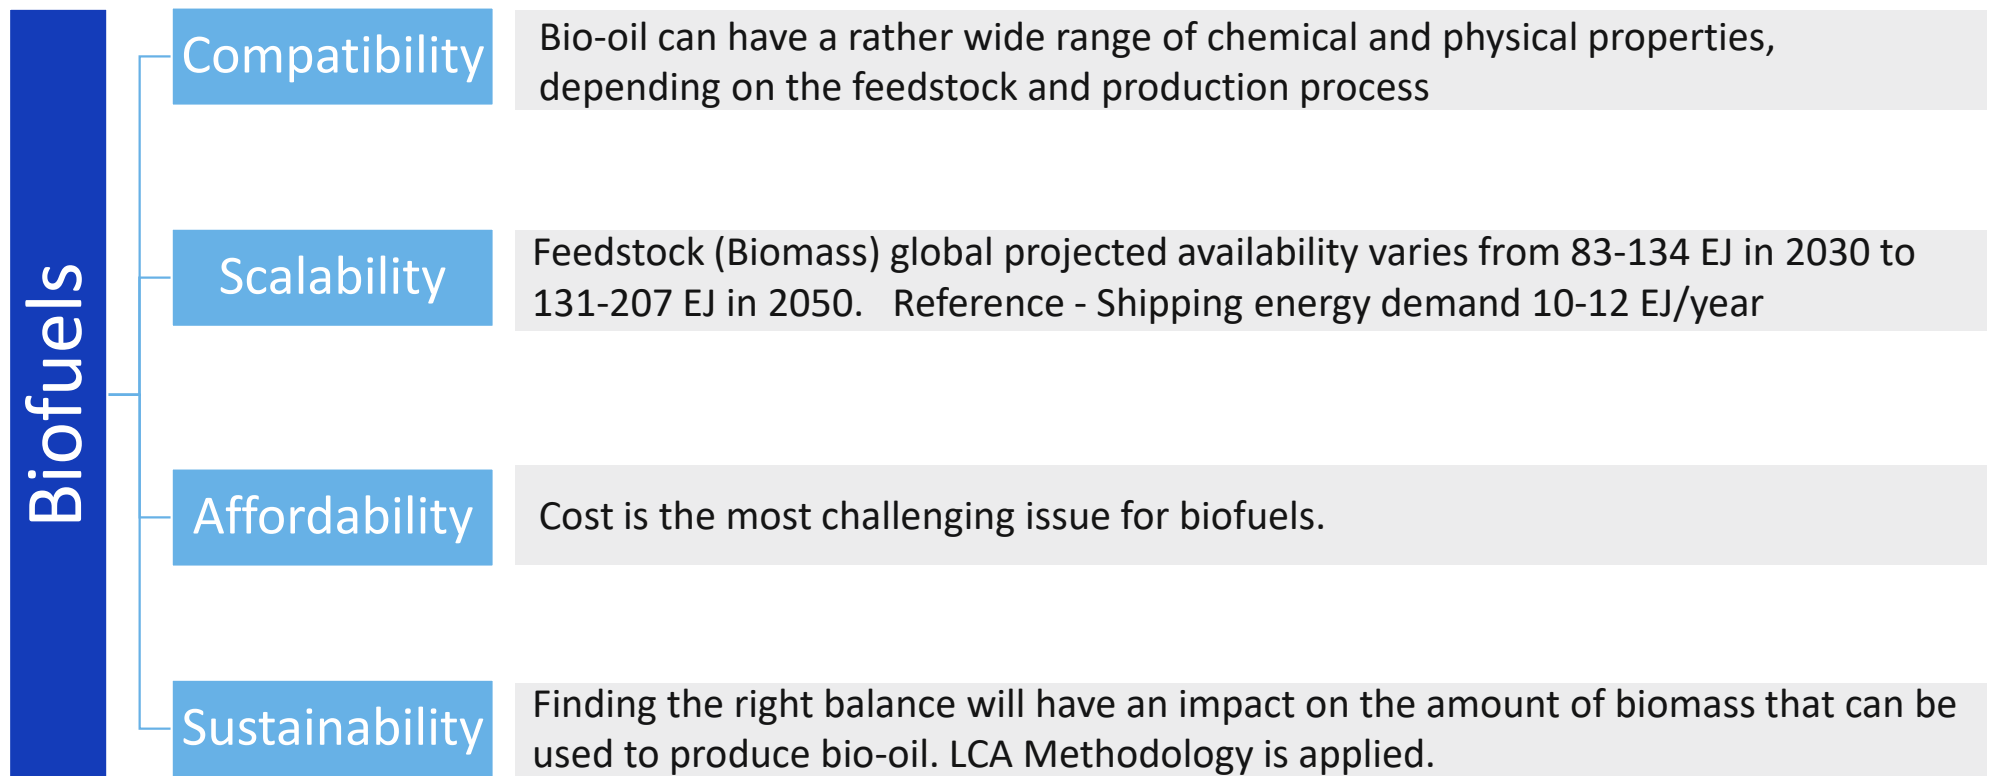 Biofuels
Compatibility
Bio-oil can have a rather wide range of chemical and physical properties,
depending on the feedstock and production process
Scalability
Feedstock (Biomass) global projected availability varies from 83-134 EJ in 2030 to
131-207 EJ in 2050.   Reference - Shipping energy demand 10-12 EJ/year
Affordability
Cost is the most challenging issue for biofuels.
Sustainability
Finding the right balance will have an impact on the amount of biomass that can be
used to produce bio-oil. LCA Methodology is applied.